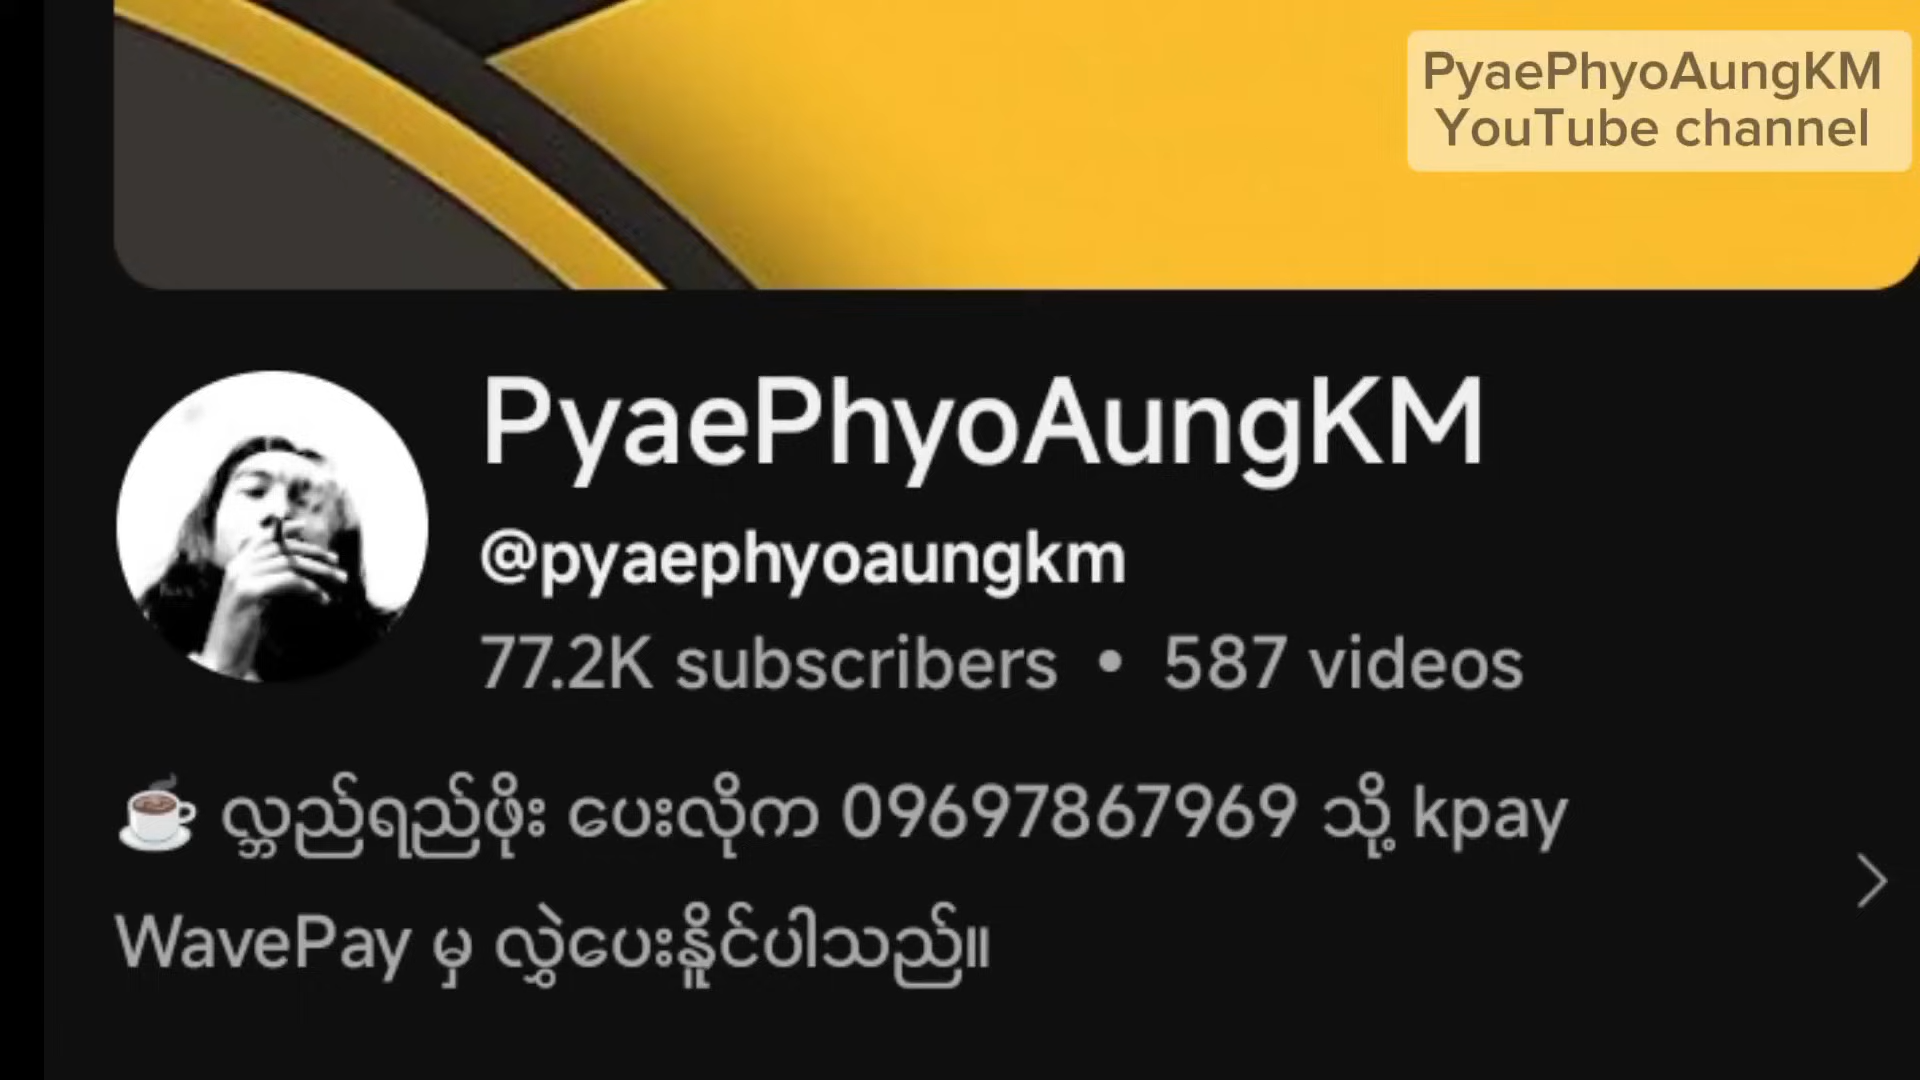 PyaePhyoAungKM
YouTube channel
PyaePhyoAungKM
@pyaephyoaungkm
77.2K subscribers • 587 videos
☕ လ္ဘည်ရည်ဖိုး ပေးလိုက 09697867969 သို့ kpay
WavePay မှ လွှဲပေးနိူင်ပါသည်။